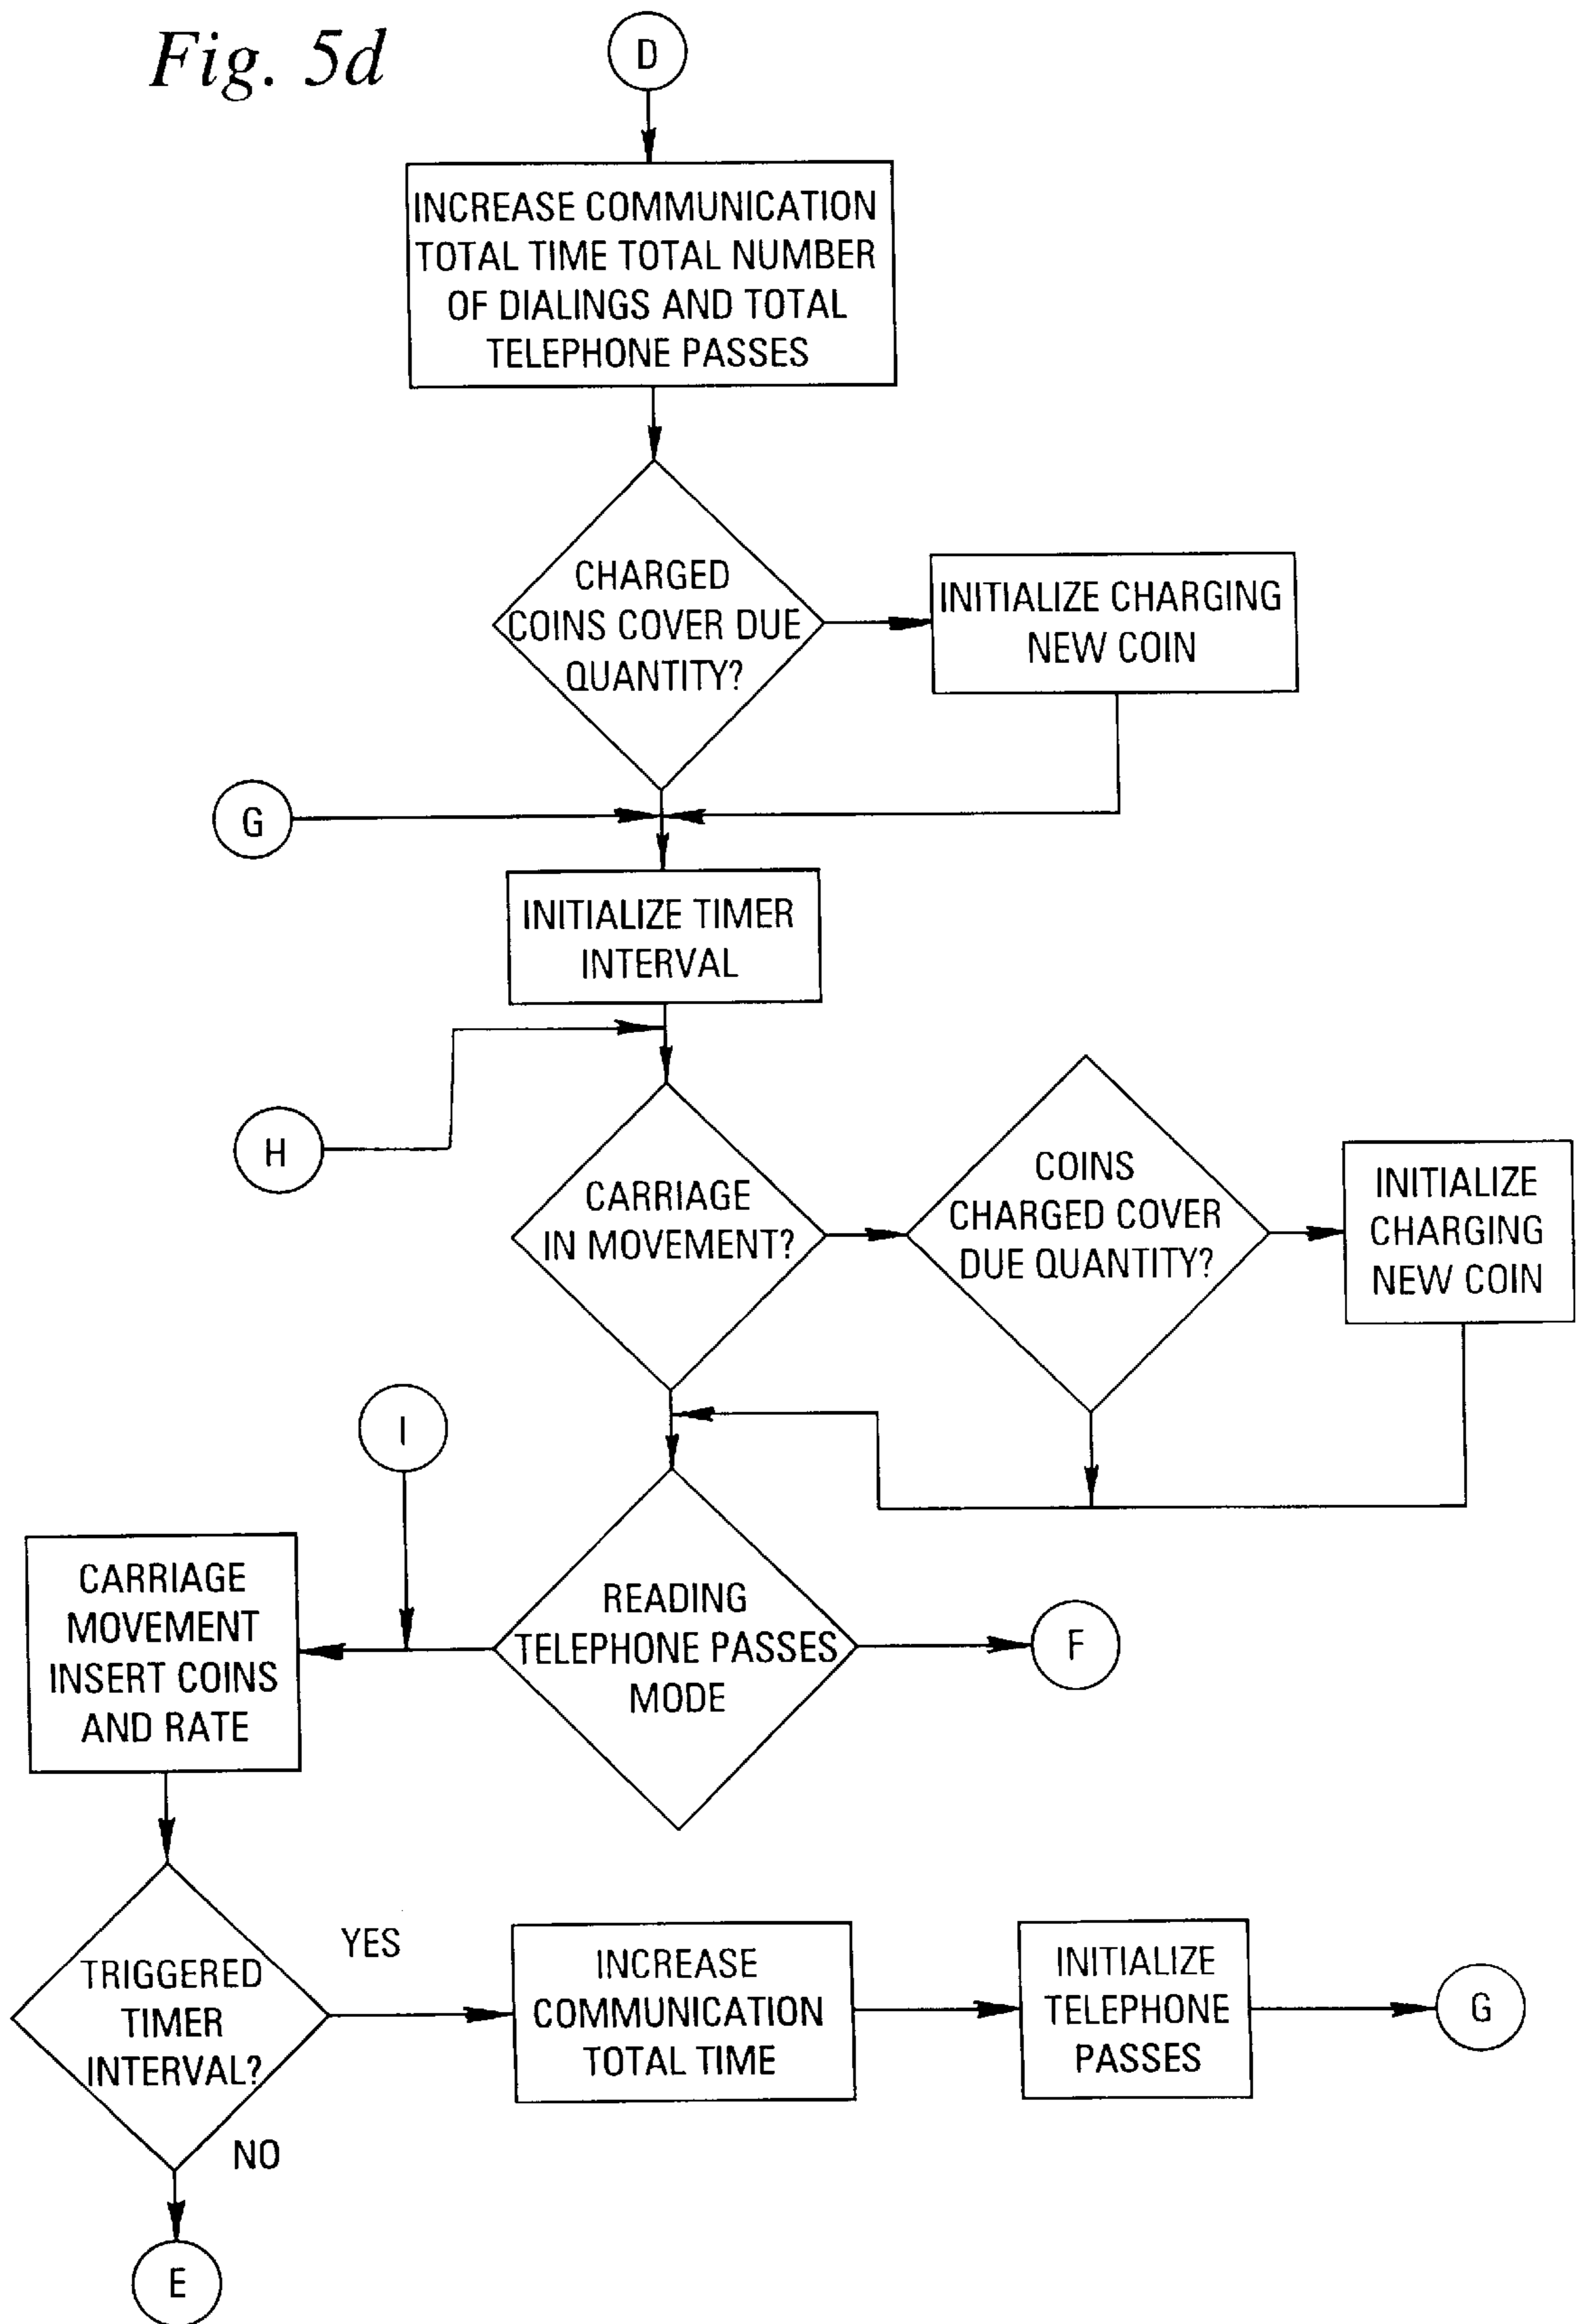 Fig. 5d
D
INCREASE COMMUNICATION
TOTAL TIME TOTAL NUMBER
OF DIALINGS AND TOTAL
TELEPHONE PASSES
CHARGED
COINS COVER DUE
QUANTITY?
INITIALIZE CHARGING
NEW COIN
G
INITIALIZE TIMER
INTERVAL
H
CARRIAGE
IN MOVEMENT?
COINS
CHARGED COVER
DUE QUANTITY?
INITIALIZE
CHARGING
NEW COIN
I
CARRIAGE
MOVEMENT
INSERT COINS
AND RATE
READING
TELEPHONE PASSES
MODE
F
TRIGGERED
TIMER
INTERVAL?
YES
INCREASE
COMMUNICATION
TOTAL TIME
INITIALIZE
TELEPHONE
PASSES
G
NO
E